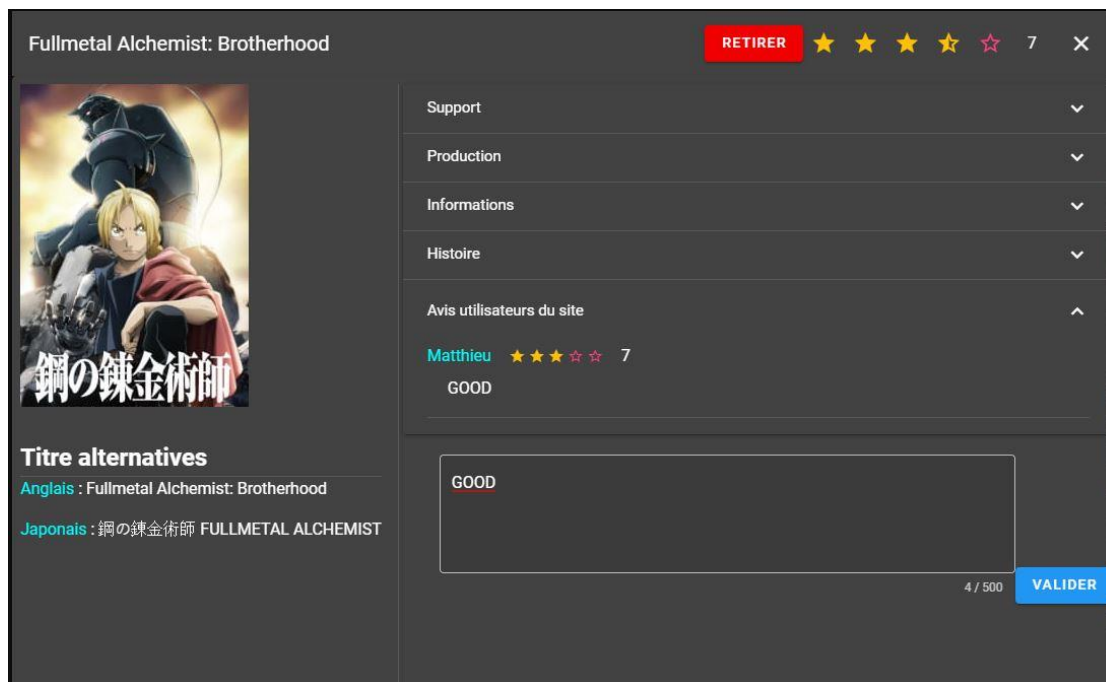 Fullmetal Alchemist: Brotherhood
RETIRER
7
鋼の錬金術師
Titre alternatives
Anglais : Fullmetal Alchemist: Brotherhood
Japonais : 鋼の錬金術師 FULLMETAL ALCHEMIST
Support
Production
Informations
Histoire
Avis utilisateurs du site
Matthieu 7
GOOD
GOOD
4 / 500
VALIDER